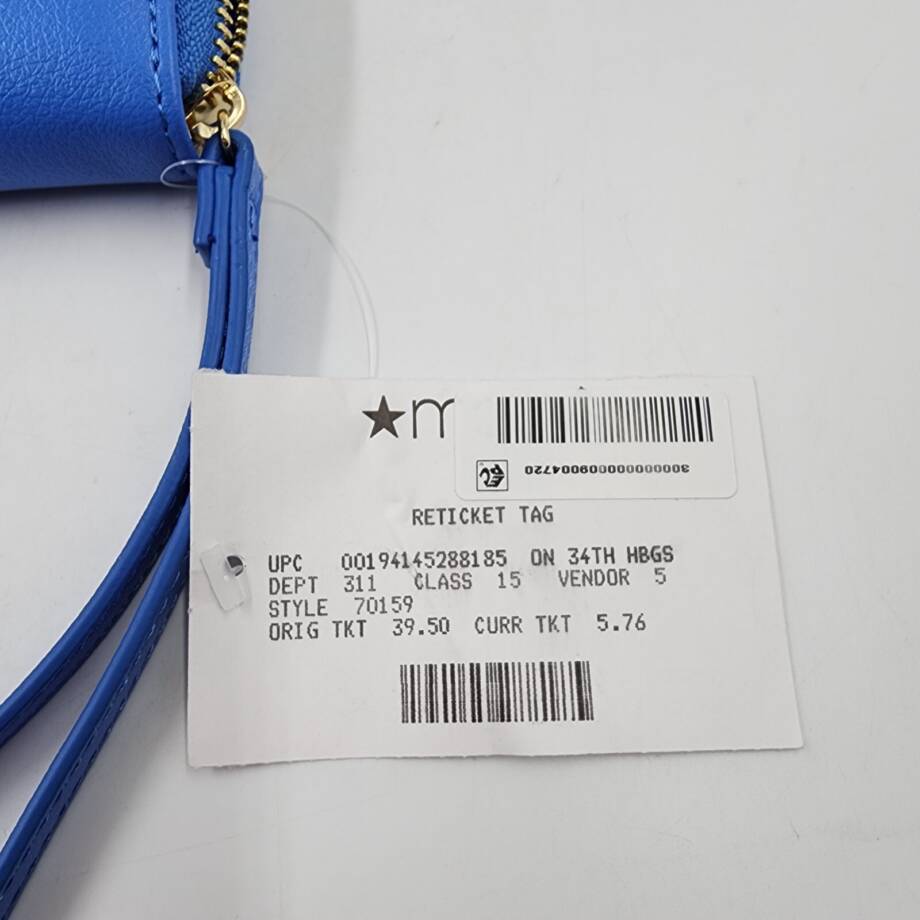 ★m
30000000000009004720
RETICKET TAG
UPC 00194145288185 ON 34TH HBGS
DEPT 311 CLASS 15 VENDOR 5
STYLE 70159
ORIG TKT 39.50 CURR TKT 5.76